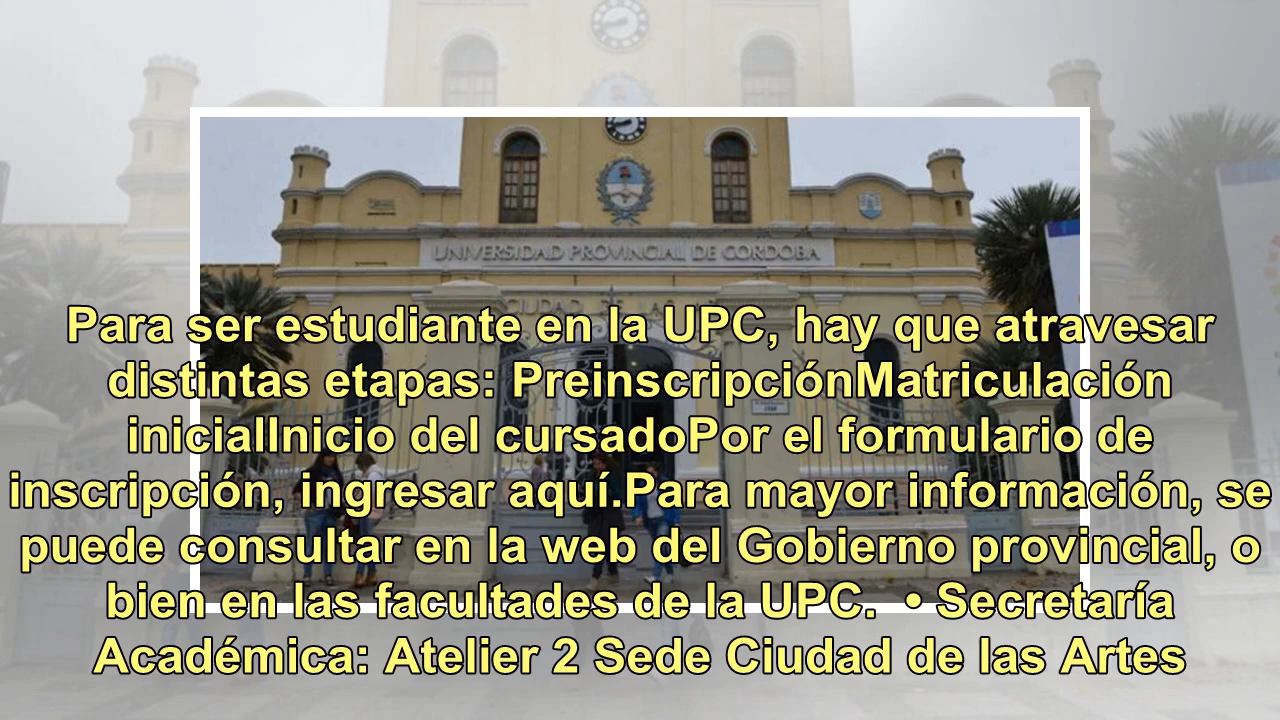 UNIVERSIDAD PROVINCIAL DE CORDOBA
Para ser estudiante en la UPC, hay que atravesar
distintas etapas: PreinscripciónMatriculación
inicialInicio del cursadoPor el formulario de
inscripción, ingresar aquí.Para mayor información, se
puede consultar en la web del Gobierno provincial, o
bien en las facultades de la UPC.  • Secretaría
Académica: Atelier 2 Sede Ciudad de las Artes